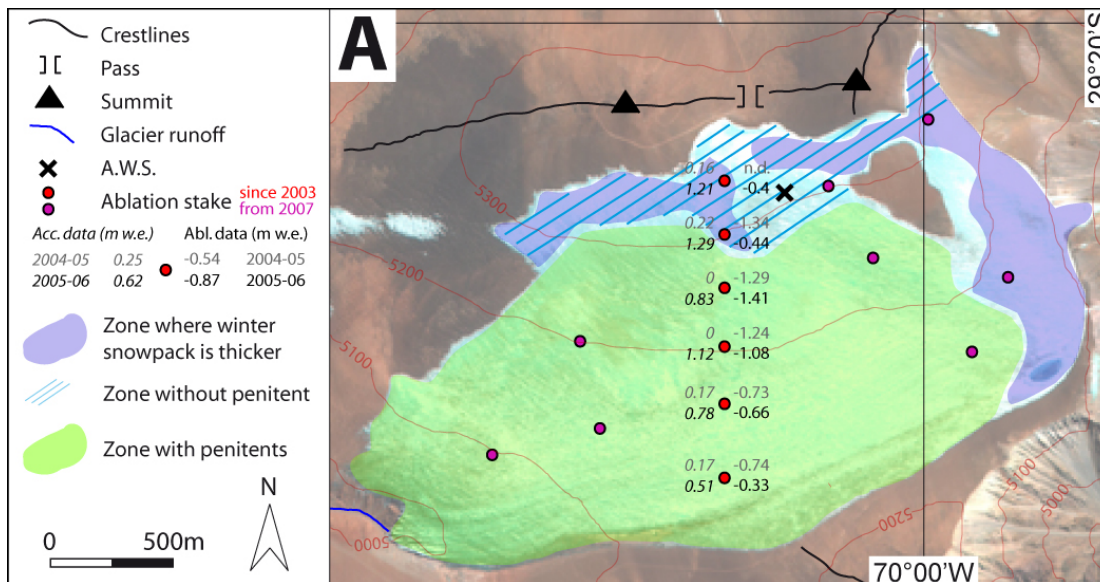 Crestlines
Pass
Summit
Glacier runoff
A.W.S.
Ablation stake since 2003
from 2007
Acc. data (m w.e.) Abl. data (m w.e.)
2004-05 0.25 -0.54 2004-05
2005-06 0.62 -0.87 2005-06
Zone where winter
snowpack is thicker
Zone without penitent
Zone with penitents
N
0 500m
A
29°20'S
5300
0.16 n.d.
1.21 -0.4
0.22 -1.34
1.29 -0.44
5200
0 -1.29
0.83 -1.41
5100
0 -1.24
1.12 -1.08
0.17 -0.73
0.78 -0.66
0.17 -0.74
0.51 -0.33
5000
5200
5100
5000
70°00'W